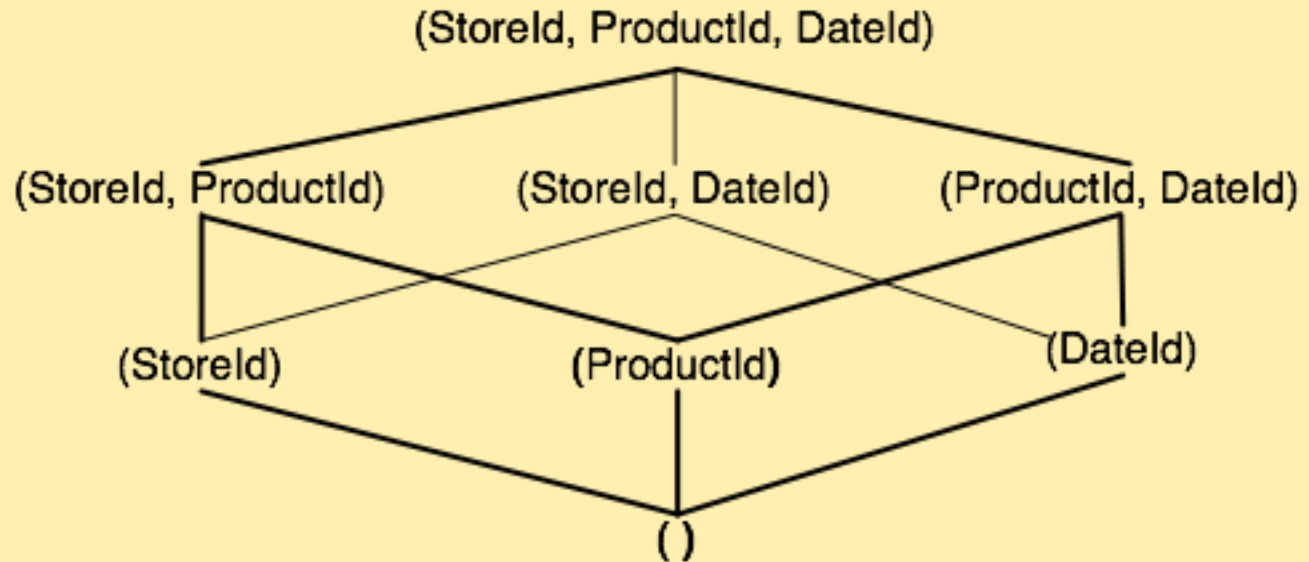 (StoreId, ProductId, DateId)
(StoreId, ProductId) (StoreId, DateId) (ProductId, DateId)
(StoreId) (ProductId) (DateId)
( )